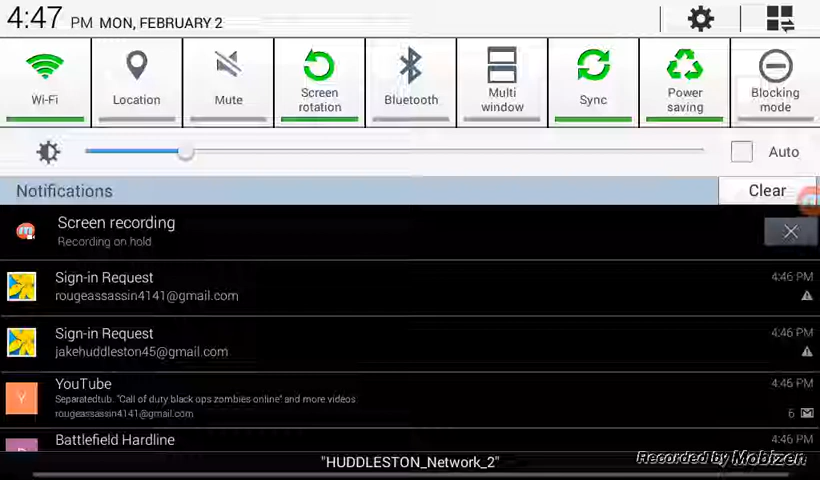 4:47 PM MON, FEBRUARY 2
Wi-Fi
Location
Mute
Screen rotation
Bluetooth
Multi window
Sync
Power saving
Blocking mode
Auto
Notifications
Clear
Screen recording
Recording on hold
Sign-in Request
4:46 PM
rougeassassin4141@gmail.com
Sign-in Request
4:46 PM
jakehuddleston45@gmail.com
Y
YouTube
4:46 PM
Separatedtub. "Call of duty black ops zombies online" and more videos
rougeassassin4141@gmail.com
6
Battlefield Hardline
4:46 PM
"HUDDLESTON_Network_2"
Recorded by Mobizen